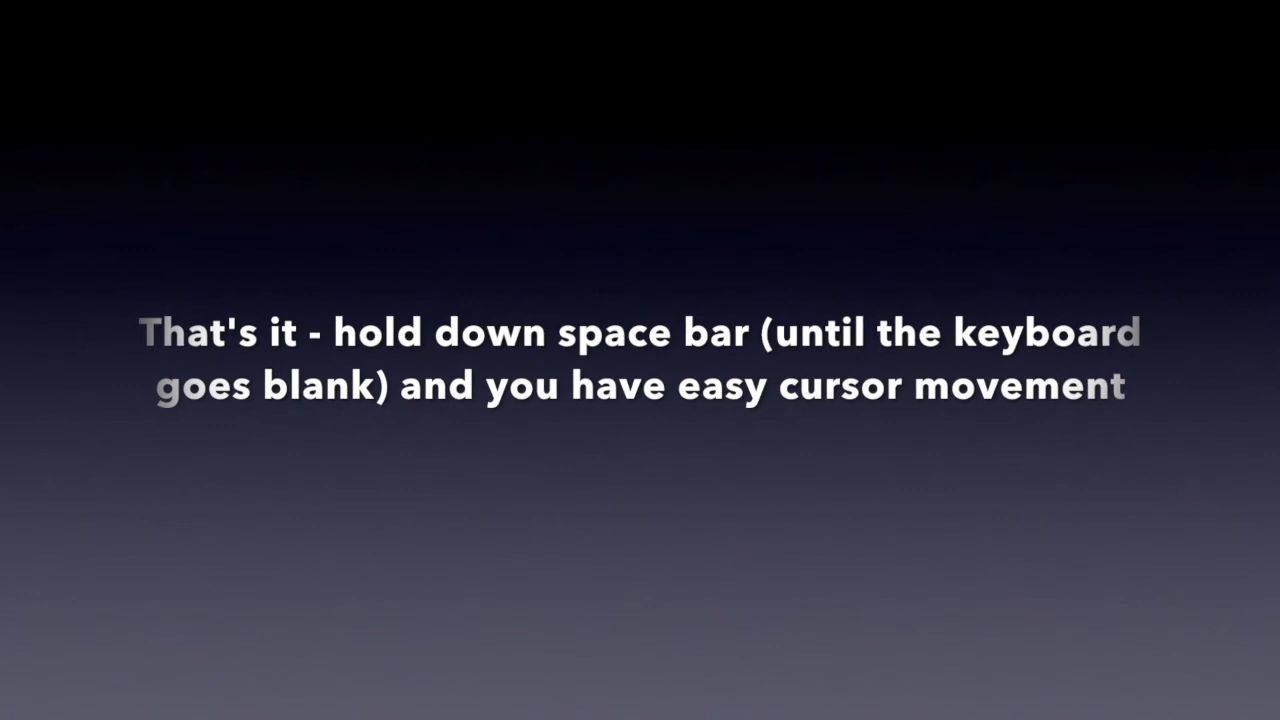 That's it - hold down space bar (until the keyboard
goes blank) and you have easy cursor movement